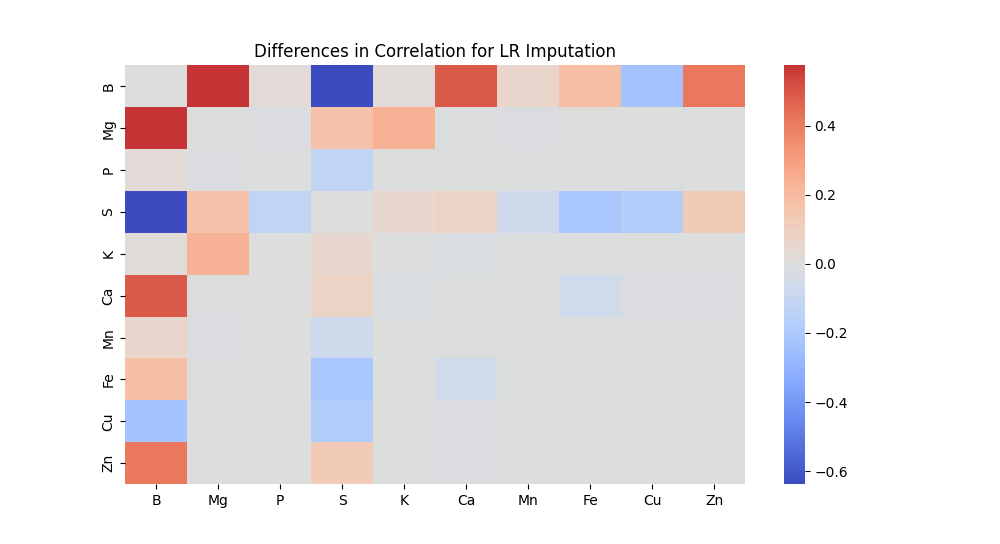 Differences in Correlation for LR Imputation
B
Mg
P
S
K
Ca
Mn
Fe
Cu
Zn
B Mg P S K Ca Mn Fe Cu Zn
0.4
0.2
0.0
−0.2
−0.4
−0.6